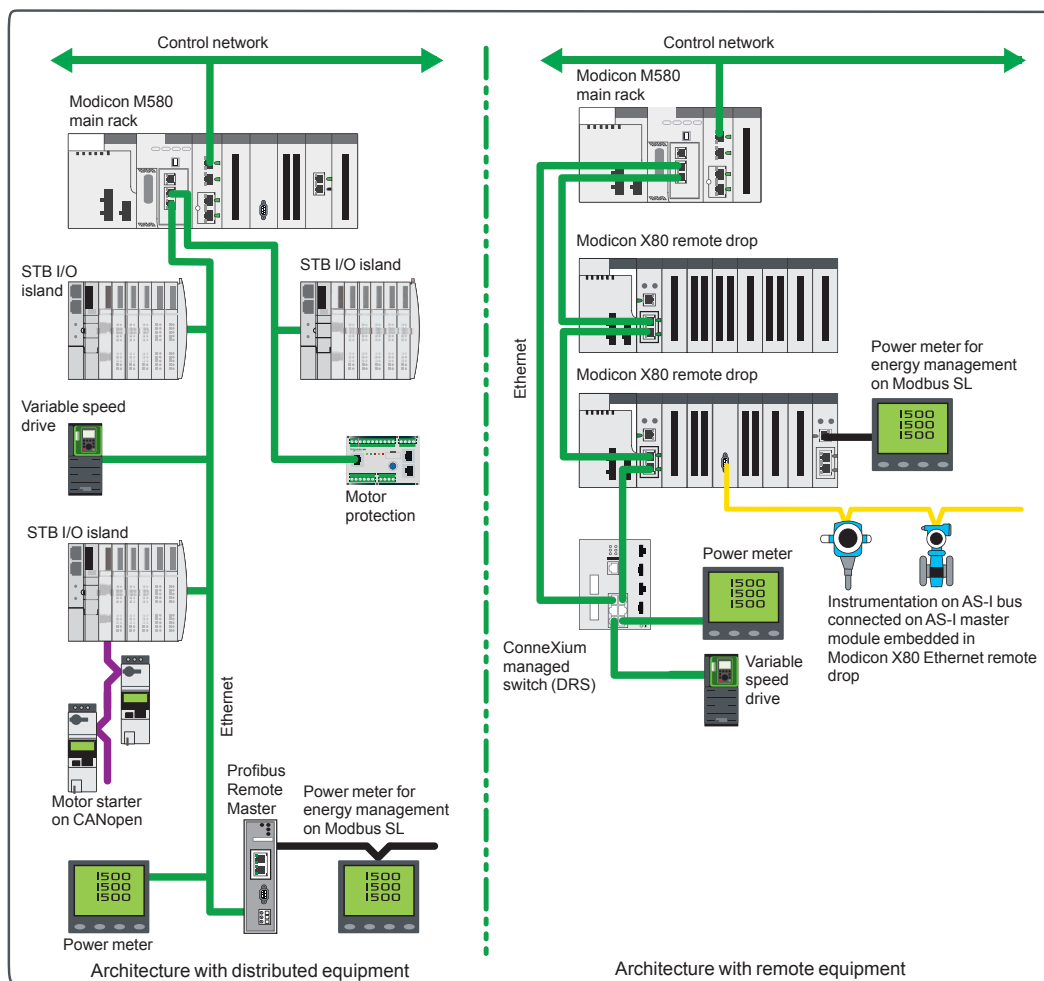 Control network
Modicon M580
main rack
STB I/O
island
STB I/O island
Variable speed
drive
Motor
protection
STB I/O island
Ethernet
Motor starter
on CANopen
Profibus
Remote
Master
Power meter for
energy management
on Modbus SL
1500
1500
1500
1500
1500
1500
Power meter
Architecture with distributed equipment
Control network
Modicon M580
main rack
Modicon X80 remote drop
Ethernet
Modicon X80 remote drop
Power meter for
energy management
on Modbus SL
1500
1500
1500
Power meter
1500
1500
1500
Instrumentation on AS-I bus
connected on AS-I master
module embedded in
Modicon X80 Ethernet remote
drop
ConneXium
managed
switch (DRS)
Variable
speed
drive
Architecture with remote equipment